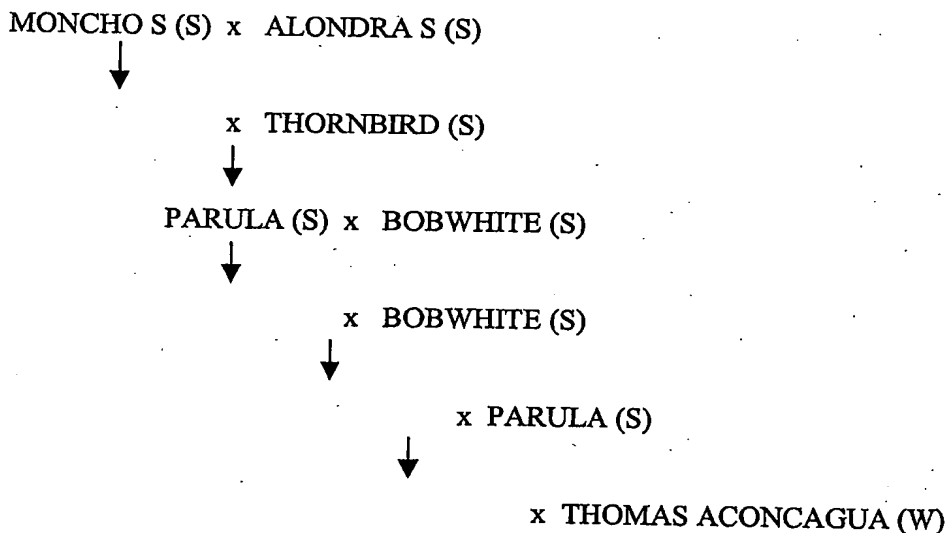 MONCHO S (S) x ALONDRA S (S)
x THORNBIRD (S)
PARULA (S) x BOBWHITE (S)
x BOBWHITE (S)
x PARULA (S)
x THOMAS ACONCAGUA (W)